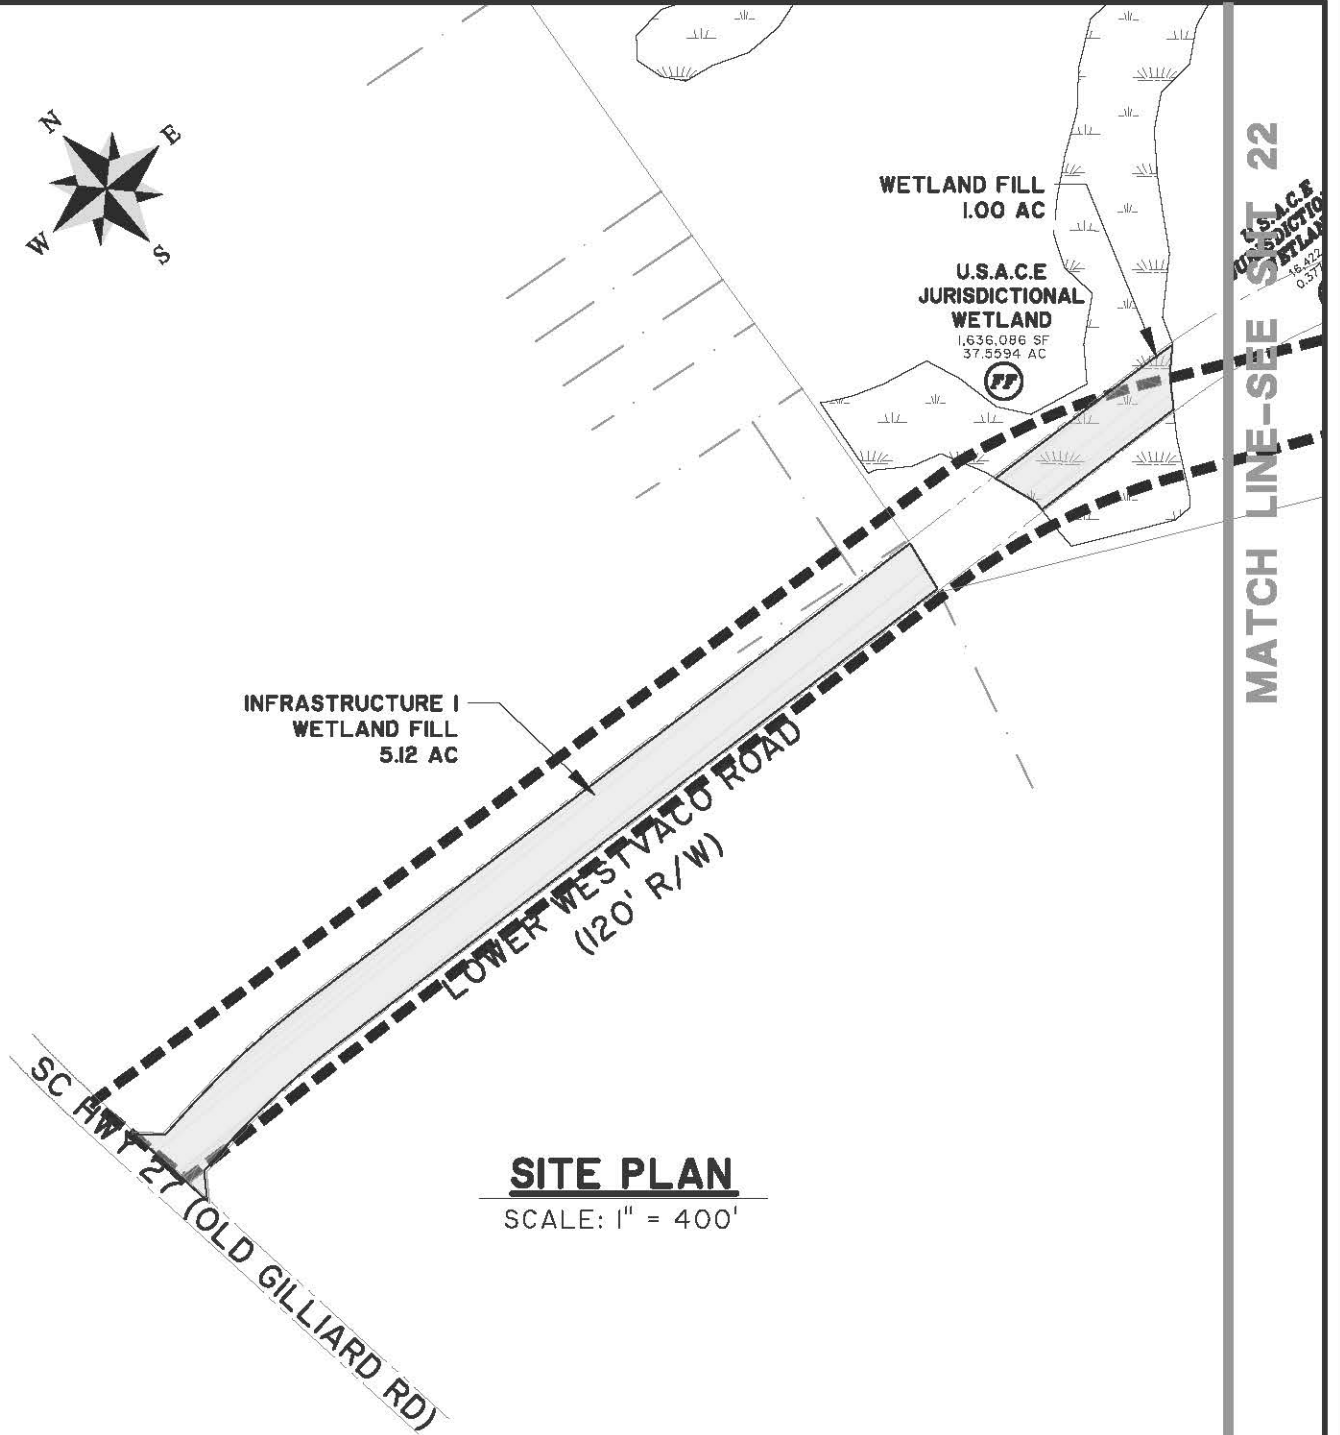 N
E
W
S
WETLAND FILL
1.00 AC
U.S.A.C.E
JURISDICTIONAL
WETLAND
1,636,086 SF
37.5594 AC
FF
U.S.A.C.E
MATCH LINE-SEE SHT 22
INFRASTRUCTURE 1
WETLAND FILL
5.12 AC
LOWER WESTVACO ROAD
(120' R/W)
SC HWY 27 (OLD GILLIARD RD)
SITE PLAN
SCALE: 1" = 400'